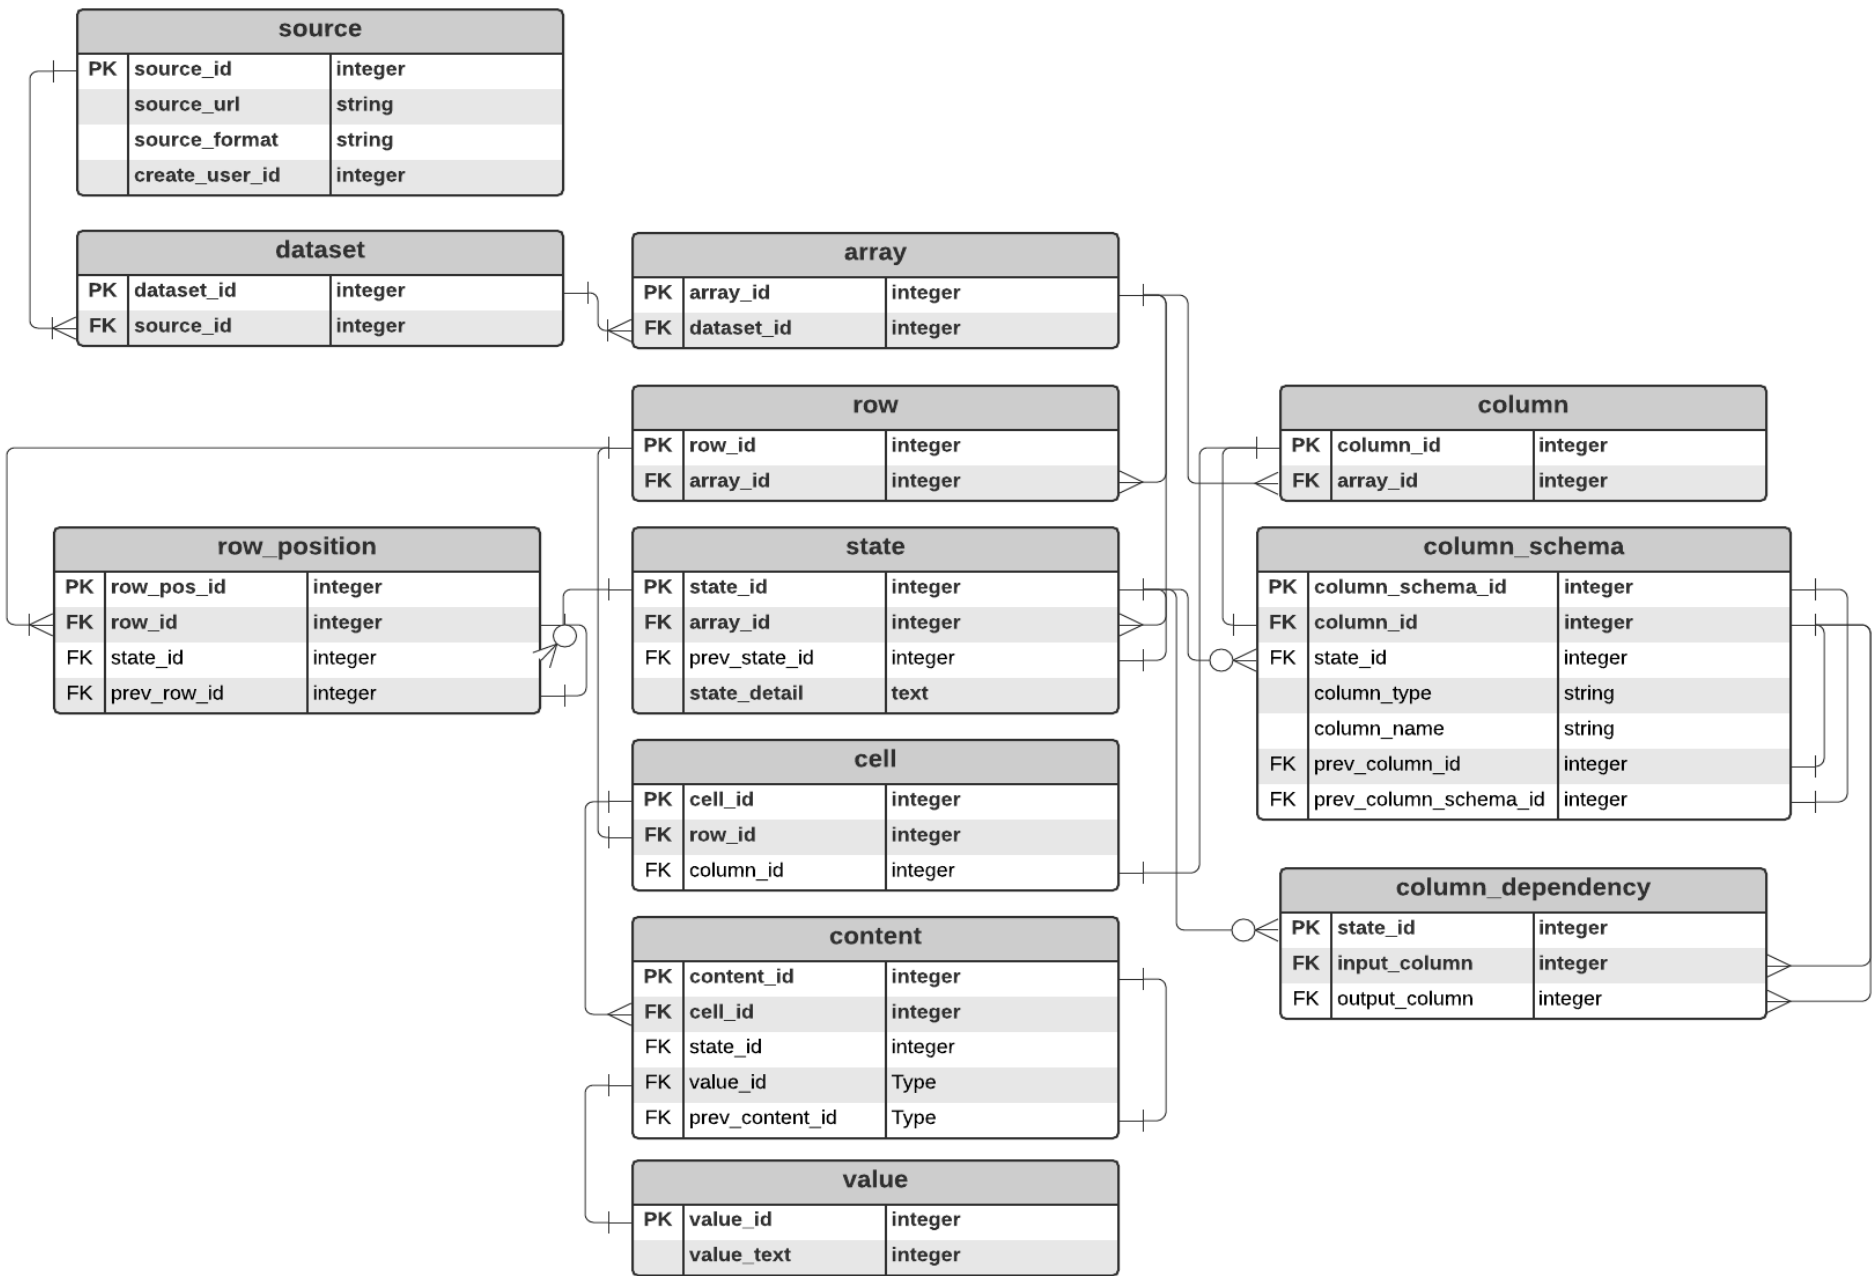 source
PK source_id integer
source_url string
source_format string
create_user_id integer
dataset
PK dataset_id integer
FK source_id integer
array
PK array_id integer
FK dataset_id integer
row
PK row_id integer
FK array_id integer
column
PK column_id integer
FK array_id integer
row_position
PK row_pos_id integer
FK row_id integer
FK state_id integer
FK prev_row_id integer
state
PK state_id integer
FK array_id integer
FK prev_state_id integer
state_detail text
column_schema
PK column_schema_id integer
FK column_id integer
FK state_id integer
column_type string
column_name string
FK prev_column_id integer
FK prev_column_schema_id integer
cell
PK cell_id integer
FK row_id integer
FK column_id integer
column_dependency
PK state_id integer
FK input_column integer
FK output_column integer
content
PK content_id integer
FK cell_id integer
FK state_id integer
FK value_id Type
FK prev_content_id Type
value
PK value_id integer
value_text integer